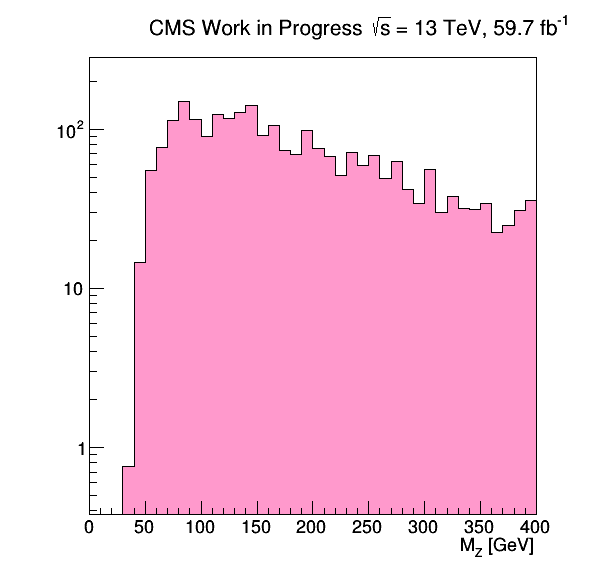 CMS Work in Progress √s = 13 TeV, 59.7 fb⁻¹
10²
10
1
0 50 100 150 200 250 300 350 400
M_Z [GeV]